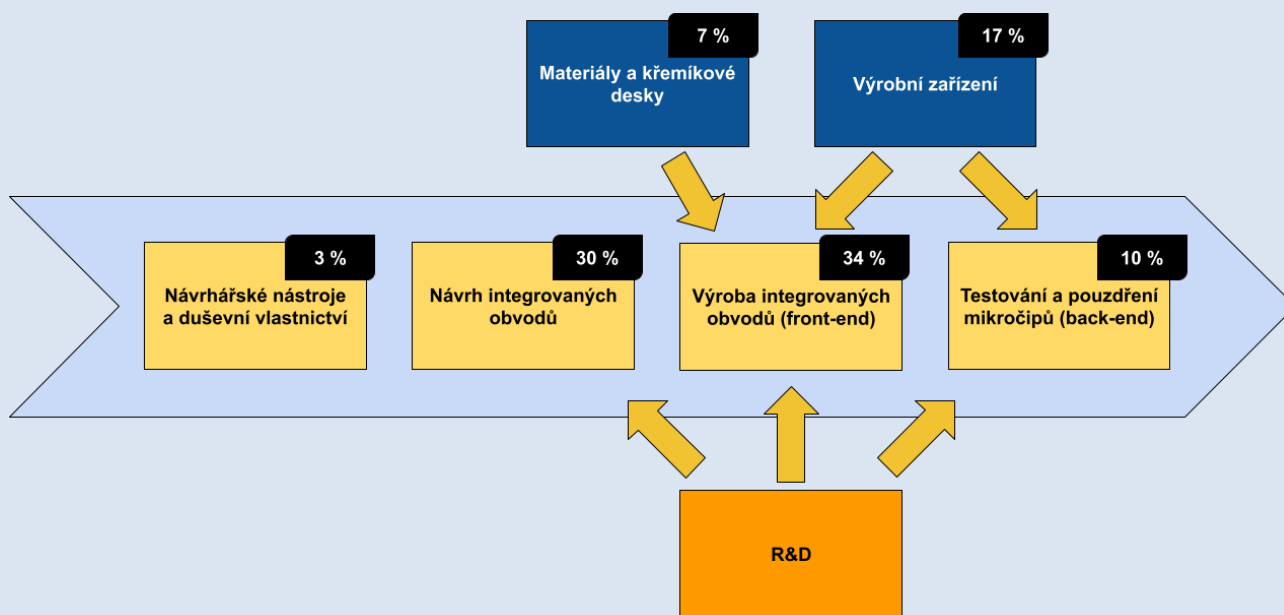 7 %
Materiály a křemíkové
desky
17 %
Výrobní zařízení
3 %
Návrhářské nástroje
a duševní vlastnictví
30 %
Návrh integrovaných
obvodů
34 %
Výroba integrovaných
obvodů (front-end)
10 %
Testování a pouzdření
mikročipů (back-end)
R&D